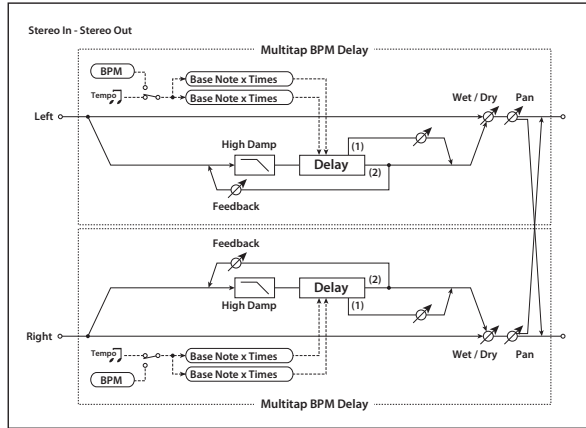 Stereo In - Stereo Out
Multitap BPM Delay
BPM
Base Note x Times
Tempo
Base Note x Times
Wet / Dry
Pan
Left
High Damp
Delay
(1)
(2)
Feedback
Feedback
High Damp
Delay
(2)
(1)
Right
Wet / Dry
Pan
Tempo
Base Note x Times
BPM
Base Note x Times
Multitap BPM Delay